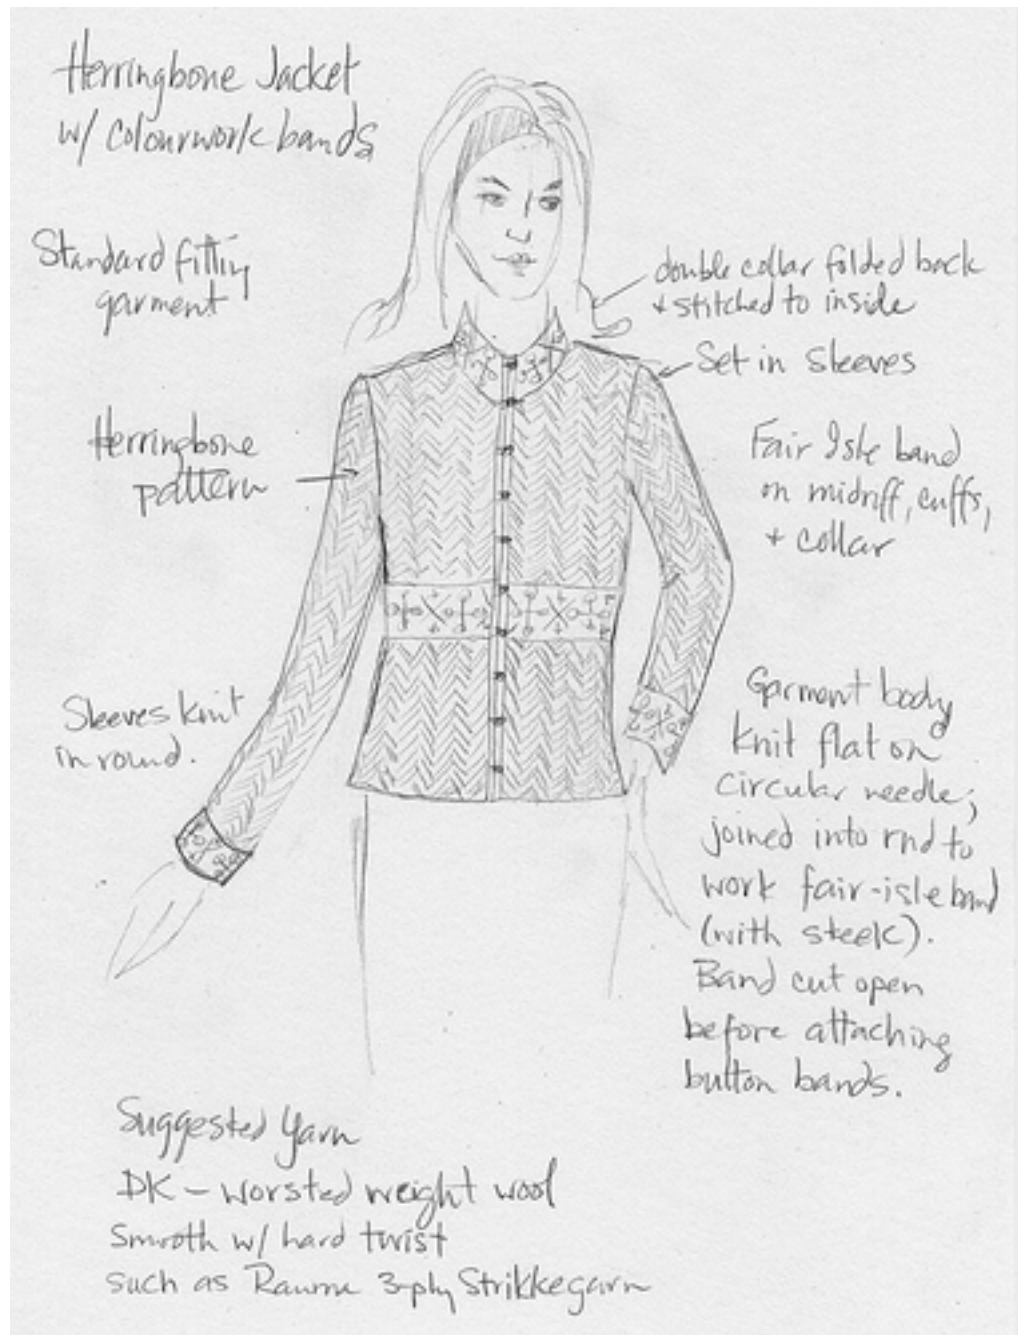 Herringbone Jacket
w/ colourwork bands
Standard fitting
garment
double collar folded back
+ stitched to inside
Set in sleeves
Herringbone
pattern
Fair Isle band
on midriff, cuffs,
+ collar
Sleeves knit
in round.
Garment body
knit flat on
circular needle;
joined into rnd to
work fair-isle band
(with steek).
Band cut open
before attaching
button bands.
Suggested Yarn
DK - worsted weight wool
Smooth w/ hard twist
such as Rauma 3-ply Strikkegarn